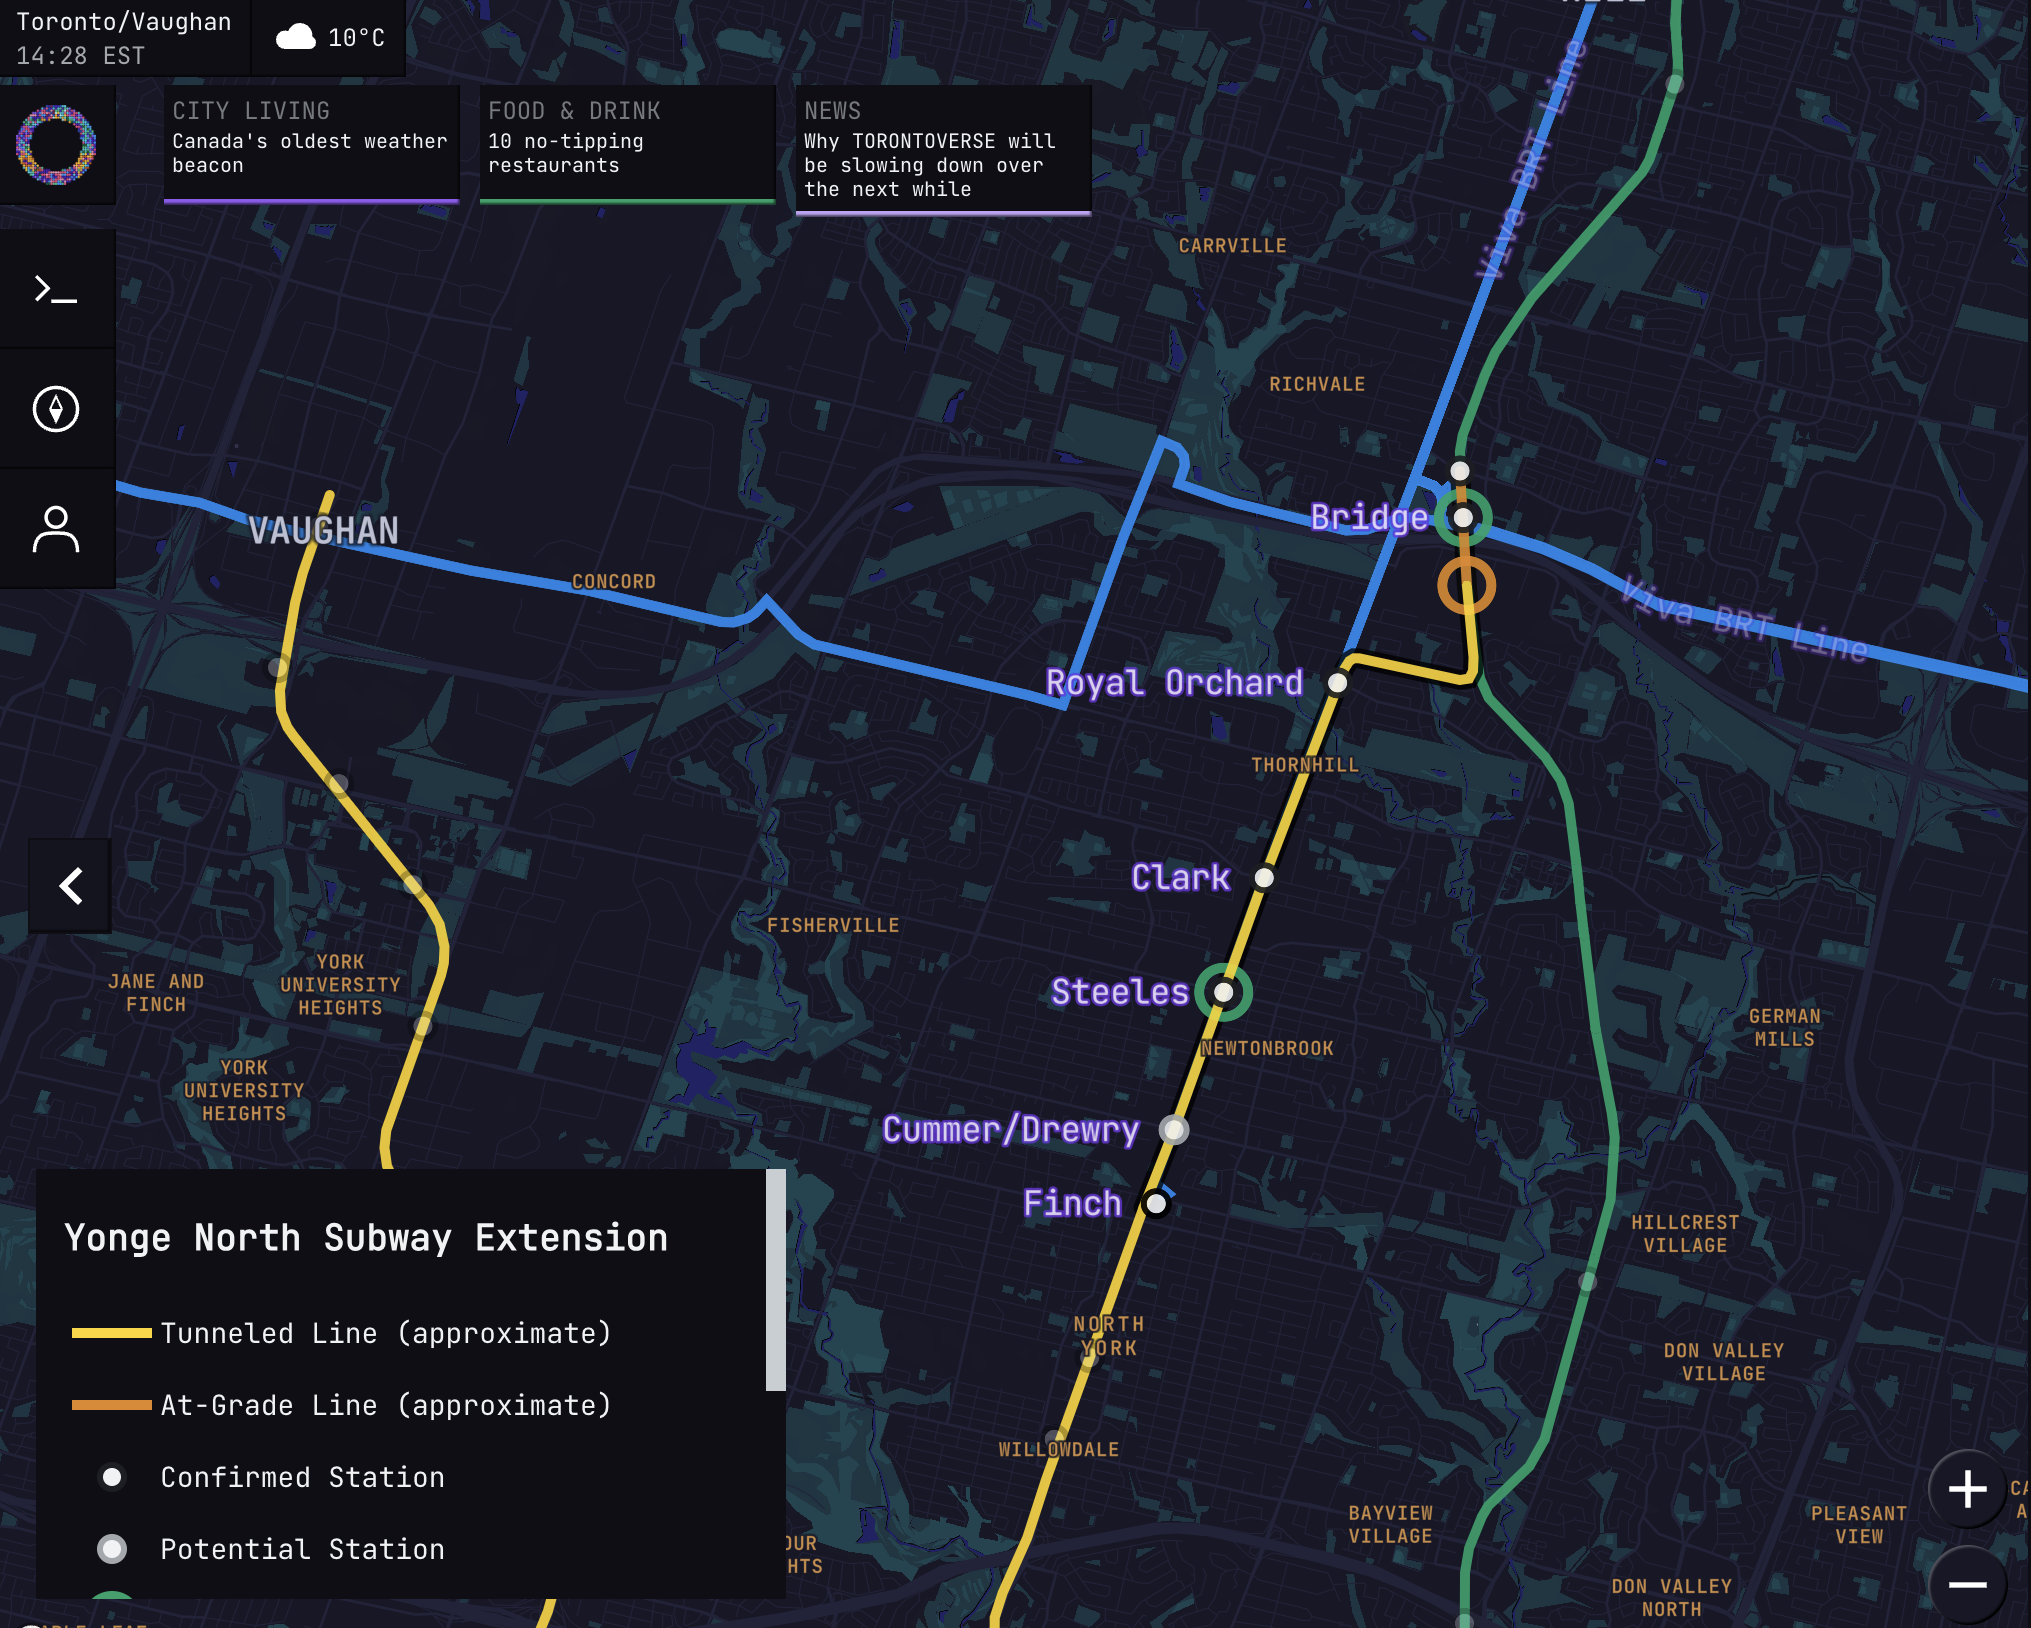 Toronto/Vaughan
14:28 EST
10°C
CITY LIVING
Canada's oldest weather
beacon
FOOD & DRINK
10 no-tipping
restaurants
NEWS
Why TORONTOVERSE will
be slowing down over
the next while
Viva BRT Line
CARRVILLE
RICHVALE
VAUGHAN
Bridge
CONCORD
Viva BRT Line
Royal Orchard
THORNHILL
Clark
FISHERVILLE
JANE AND
FINCH
YORK
UNIVERSITY
HEIGHTS
Steeles
GERMAN
MILLS
NEWTONBROOK
YORK
UNIVERSITY
HEIGHTS
Cummer/Drewry
Finch
HILLCREST
VILLAGE
NORTH
YORK
DON VALLEY
VILLAGE
WILLOWDALE
BAYVIEW
VILLAGE
PLEASANT
VIEW
DON VALLEY
NORTH
Yonge North Subway Extension
Tunneled Line (approximate)
At-Grade Line (approximate)
Confirmed Station
Potential Station